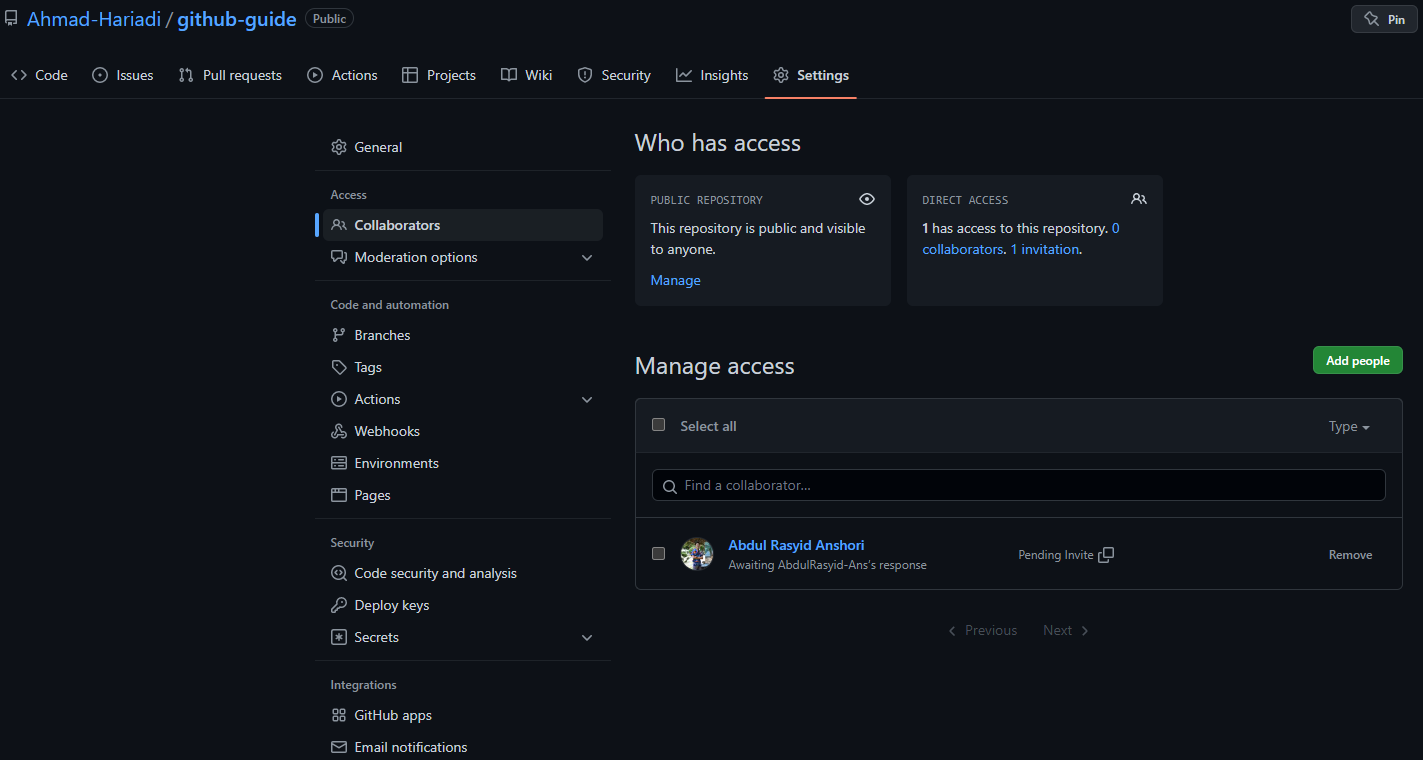 Ahmad-Hariadi / github-guide Public
Pin
Code Issues Pull requests Actions Projects Wiki Security Insights Settings
General
Access
Collaborators
Moderation options
Code and automation
Branches
Tags
Actions
Webhooks
Environments
Pages
Security
Code security and analysis
Deploy keys
Secrets
Integrations
GitHub apps
Email notifications
Who has access
PUBLIC REPOSITORY
This repository is public and visible
to anyone.
Manage
DIRECT ACCESS
1 has access to this repository. 0
collaborators. 1 invitation.
Manage access
Add people
Select all
Type
Find a collaborator...
Abdul Rasyid Anshori
Awaiting AbdulRasyid-Ans's response
Pending Invite
Remove
Previous Next